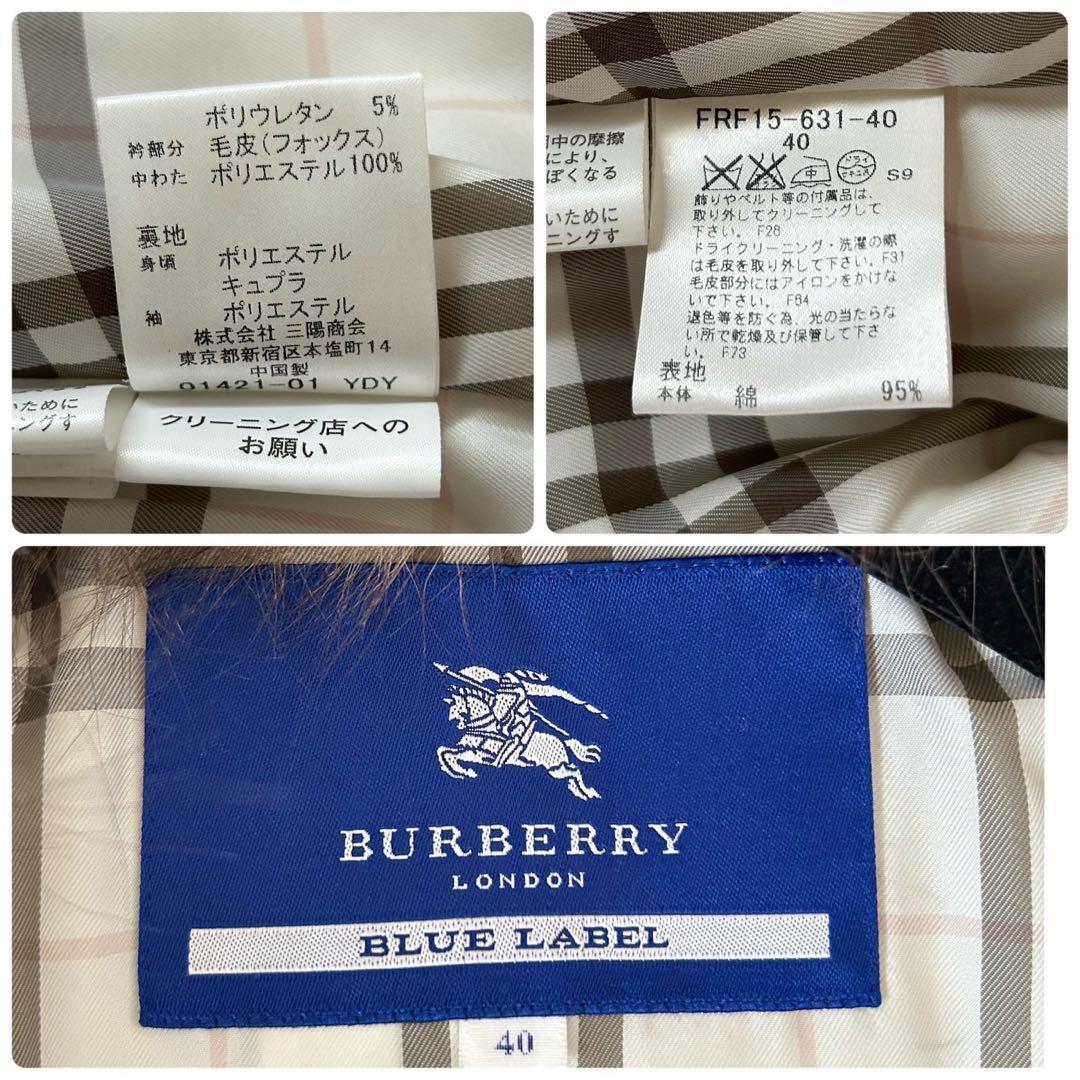 ポリウレタン 5%
衿部分 毛皮(フォックス)
中わた ポリエステル100%
裏地
身頃 ポリエステル
キュプラ
袖 ポリエステル
株式会社 三陽商会
東京都新宿区本塩町14
中国製
01421-01 YDY
いために
ングす
クリーニング店への
お願い
中の摩擦
により、
ぽくなる
いために
ニングす
FRF15-631-40
40
中 ドライ S9
飾りやベルト等の付属品は、
取り外してクリーニングして
下さい。F28
ドライクリーニング・洗濯の際
は毛皮を取り外して下さい。F31
毛皮部分にはアイロンをかけな
いで下さい。F64
退色等を防ぐ為、光の当たらな
い所で乾燥及び保管して下さ
い。F73
表地
本体 綿 95%
BURBERRY
LONDON
BLUE LABEL
40